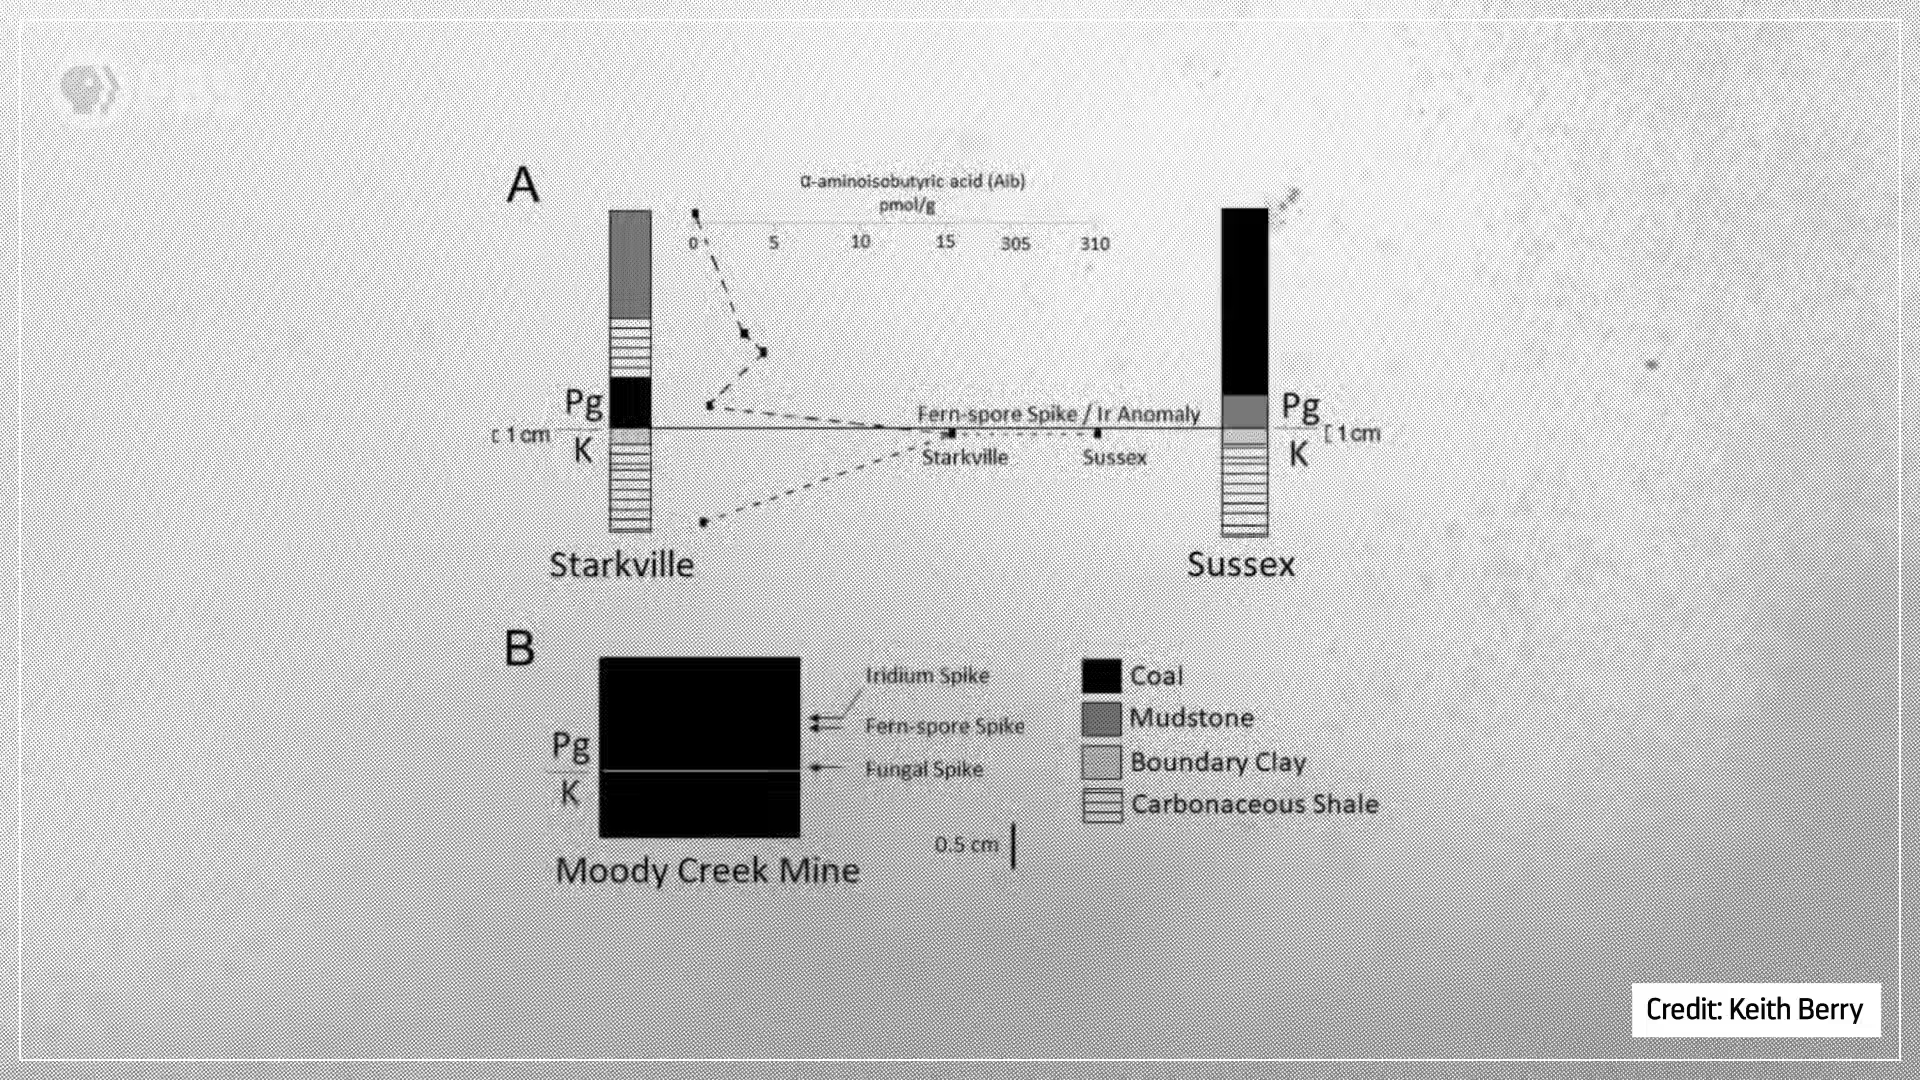 A
α-aminoisobutyric acid (Aib)
pmol/g
0 5 10 15 305 310
Pg
K
1 cm
Fern-spore Spike / Ir Anomaly
Starkville
Sussex
Pg
K
1 cm
Starkville
Sussex
B
Iridium Spike
Fern-spore Spike
Fungal Spike
Pg
K
0.5 cm
Moody Creek Mine
Coal
Mudstone
Boundary Clay
Carbonaceous Shale
Credit: Keith Berry